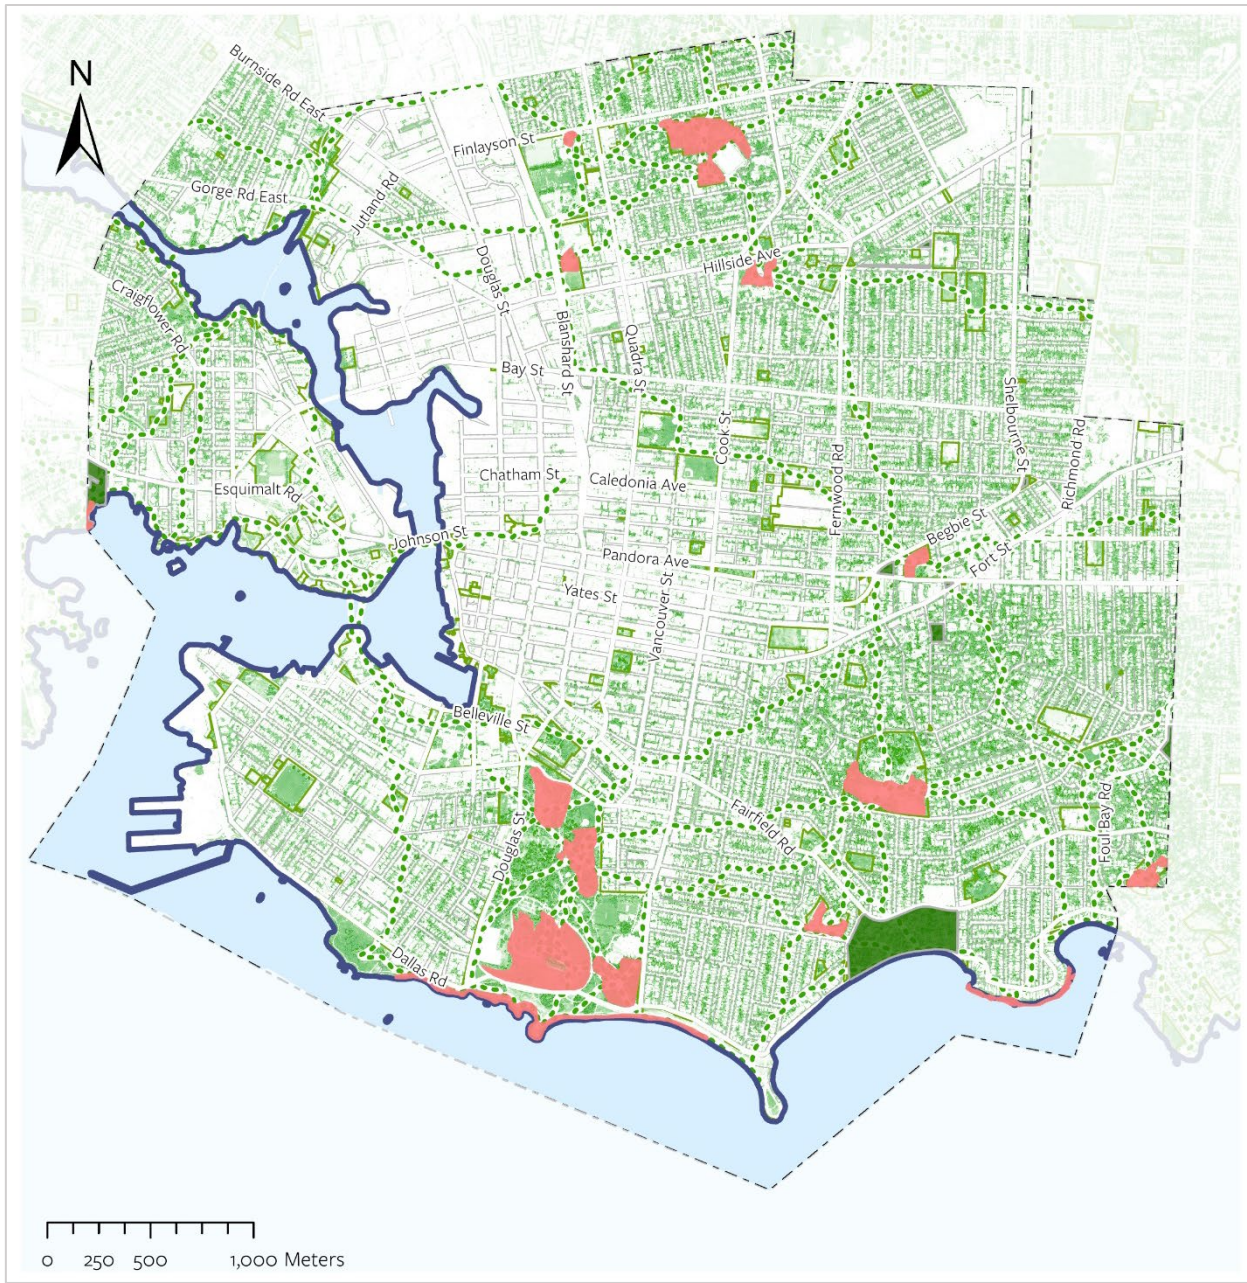 N
Burnside Rd East
Finlayson St
Gorge Rd East
Jutland Rd
Douglas St
Hillside Ave
Craigflower Rd
Blanshard St
Quadra St
Bay St
Cook St
Shelbourne St
Richmond Rd
Chatham St
Caledonia Ave
Fernwood Rd
Esquimalt Rd
Johnson St
Begbie St
Pandora Ave
Fort St
Yates St
Vancouver St
Belleville St
Douglas St
Fairfield Rd
Foul Bay Rd
Dallas Rd
0 250 500 1,000 Meters